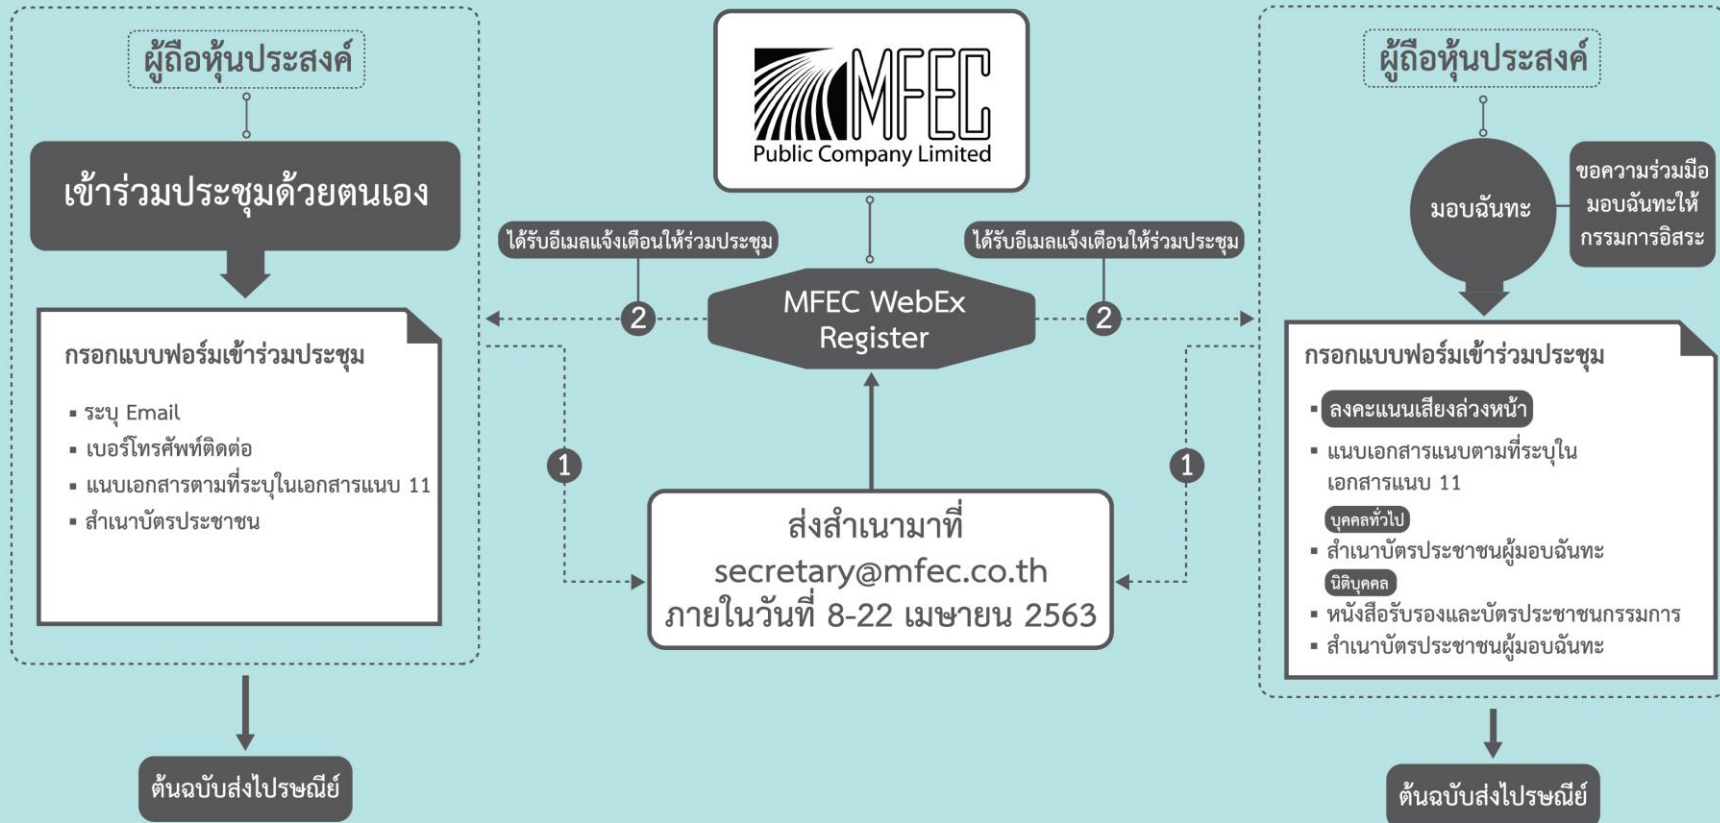 ผู้ถือหุ้นประสงค์
เข้าร่วมประชุมด้วยตนเอง
กรอกแบบฟอร์มเข้าร่วมประชุม
▪ ระบุ Email
▪ เบอร์โทรศัพท์ติดต่อ
▪ แนบเอกสารตามที่ระบุในเอกสารแนบ 11
▪ สำเนาบัตรประชาชน
ต้นฉบับส่งไปรษณีย์
MFEC
Public Company Limited
ได้รับอีเมลแจ้งเตือนให้ร่วมประชุม
ได้รับอีเมลแจ้งเตือนให้ร่วมประชุม
2
MFEC WebEx
Register
2
1
1
ส่งสำเนามาที่
secretary@mfec.co.th
ภายในวันที่ 8-22 เมษายน 2563
ผู้ถือหุ้นประสงค์
มอบฉันทะ
ขอความร่วมมือ
มอบฉันทะให้
กรรมการอิสระ
กรอกแบบฟอร์มเข้าร่วมประชุม
▪ ลงคะแนนเสียงล่วงหน้า
▪ แนบเอกสารแนบตามที่ระบุใน
เอกสารแนบ 11
บุคคลทั่วไป
▪ สำเนาบัตรประชาชนผู้มอบฉันทะ
นิติบุคคล
▪ หนังสือรับรองและบัตรประชาชนกรรมการ
▪ สำเนาบัตรประชาชนผู้มอบฉันทะ
ต้นฉบับส่งไปรษณีย์